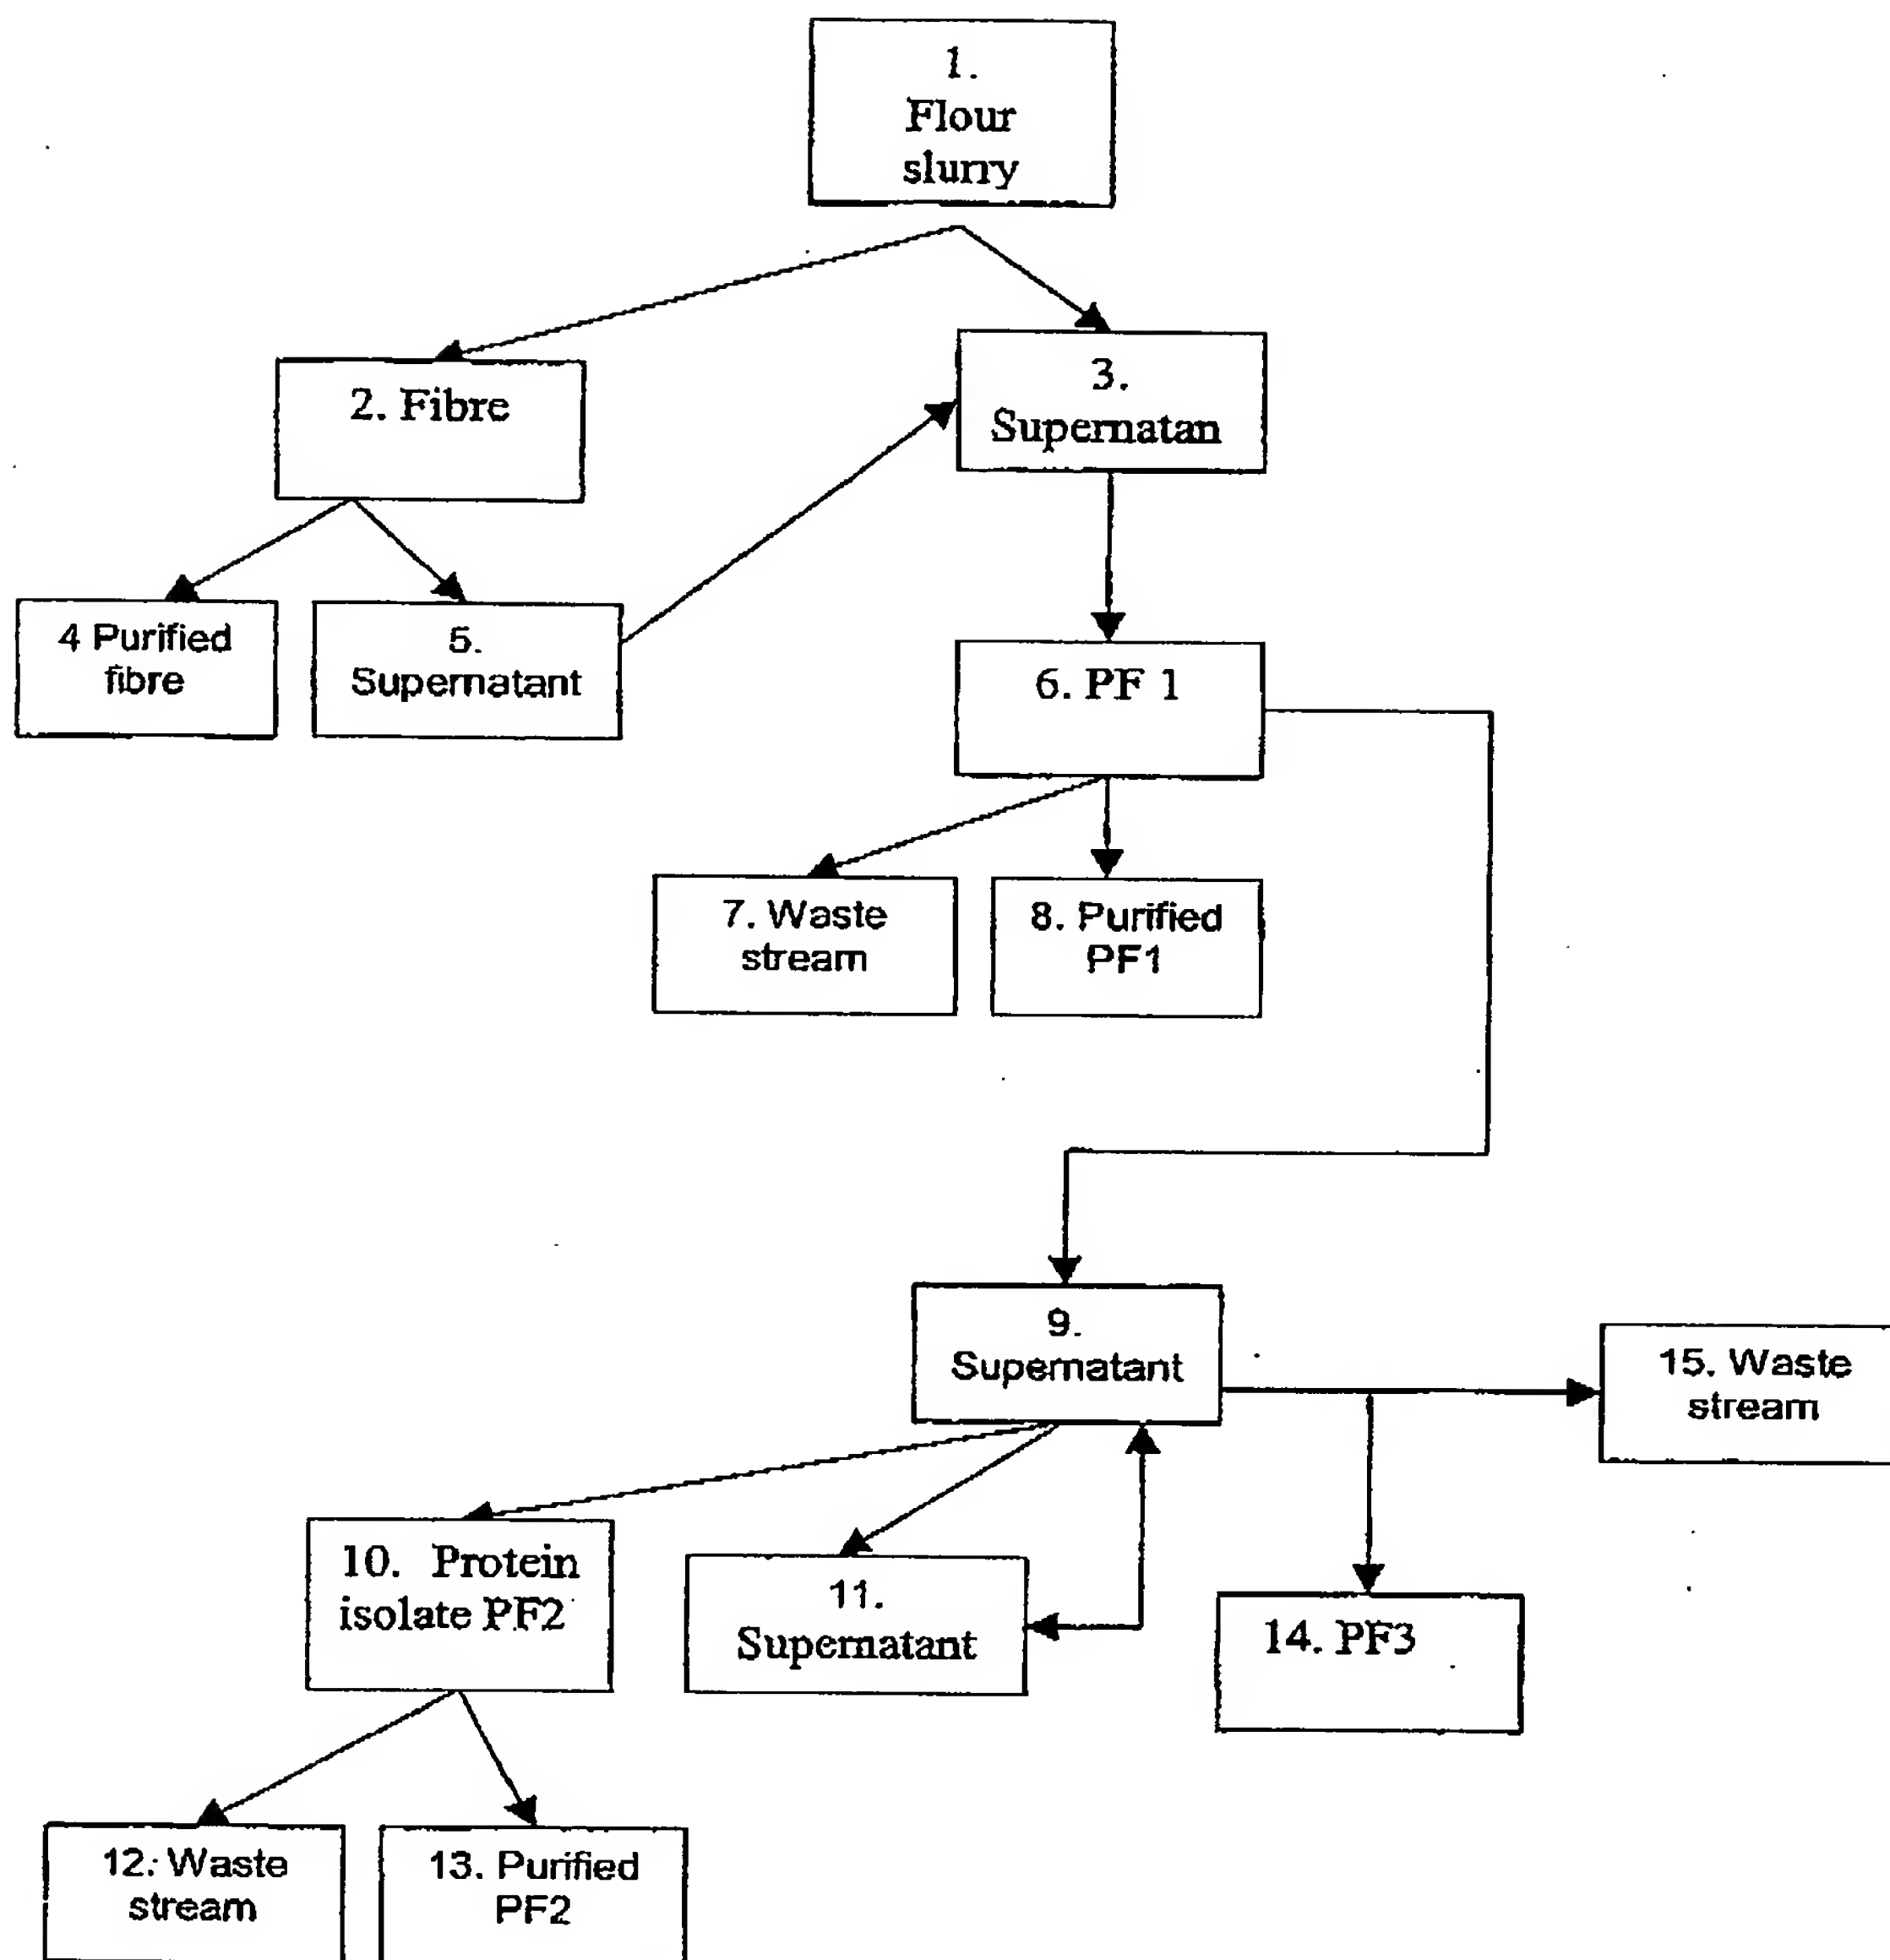 1.
Flour
slurry
2. Fibre
3.
Supernatan
4 Purified
fibre
5.
Supernatant
6. PF 1
7. Waste
stream
8. Purified
PF1
9.
Supernatant
15. Waste
stream
10. Protein
isolate PF2
11.
Supernatant
14. PF3
12. Waste
stream
13. Purified
PF2